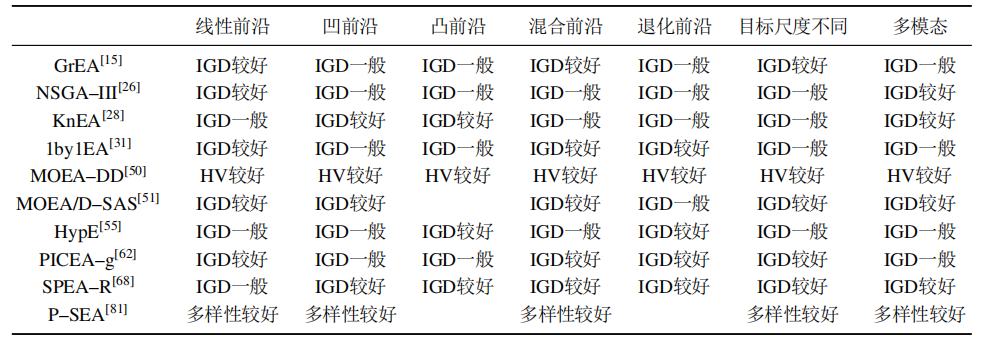 线性前沿 凹前沿 凸前沿 混合前沿 退化前沿 目标尺度不同 多模态
GrEA[15] IGD较好 IGD一般 IGD一般 IGD较好 IGD一般 IGD较好 IGD一般
NSGA–III[26] IGD较好 IGD一般 IGD一般 IGD一般 IGD一般 IGD一般 IGD较好
KnEA[28] IGD一般 IGD较好 IGD较好 IGD一般 IGD一般 IGD一般 IGD较好
1by1EA[31] IGD较好 IGD一般 IGD一般 IGD较好 IGD较好 IGD一般 IGD一般
MOEA–DD[50] HV较好 HV较好 HV较好 HV较好 HV较好 HV较好 HV较好
MOEA/D–SAS[51] IGD较好 IGD较好 IGD较好 IGD一般 IGD较好 IGD较好
HypE[55] IGD一般 IGD一般 IGD较好 IGD一般 IGD较好 IGD一般 IGD一般
PICEA–g[62] IGD较好 IGD一般 IGD一般 IGD较好 IGD较好 IGD较好 IGD一般
SPEA–R[68] IGD一般 IGD较好 IGD较好 IGD较好 IGD较好 IGD较好 IGD较好
P–SEA[81] 多样性较好 多样性较好 多样性较好 多样性较好 多样性较好